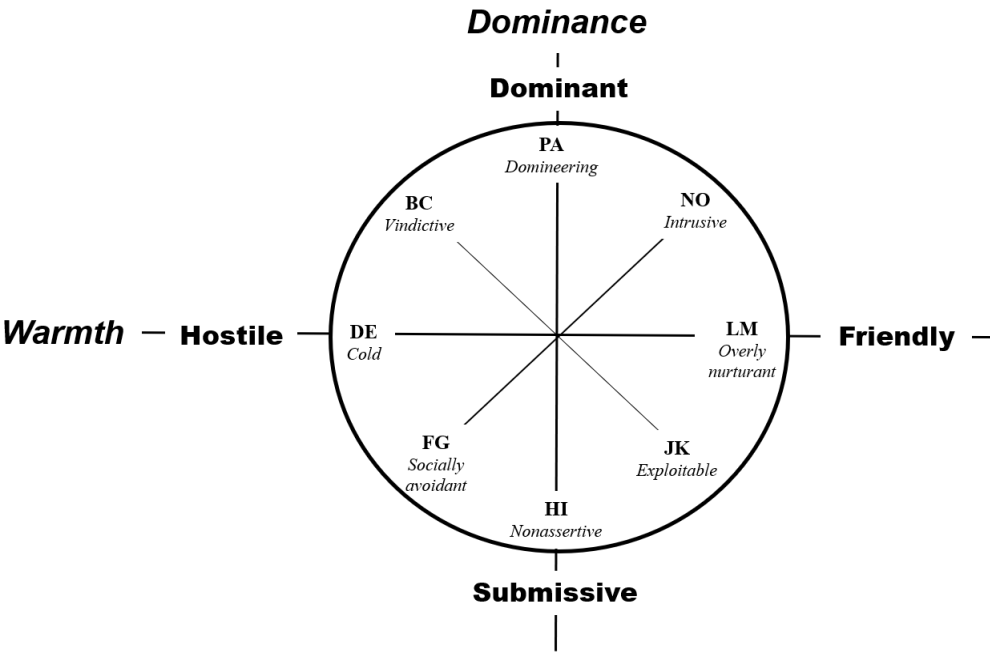 Dominance
Dominant
PA
Domineering
BC
Vindictive
NO
Intrusive
Warmth
Hostile
DE
Cold
LM
Overly
nurturant
Friendly
FG
Socially
avoidant
JK
Exploitable
HI
Nonassertive
Submissive